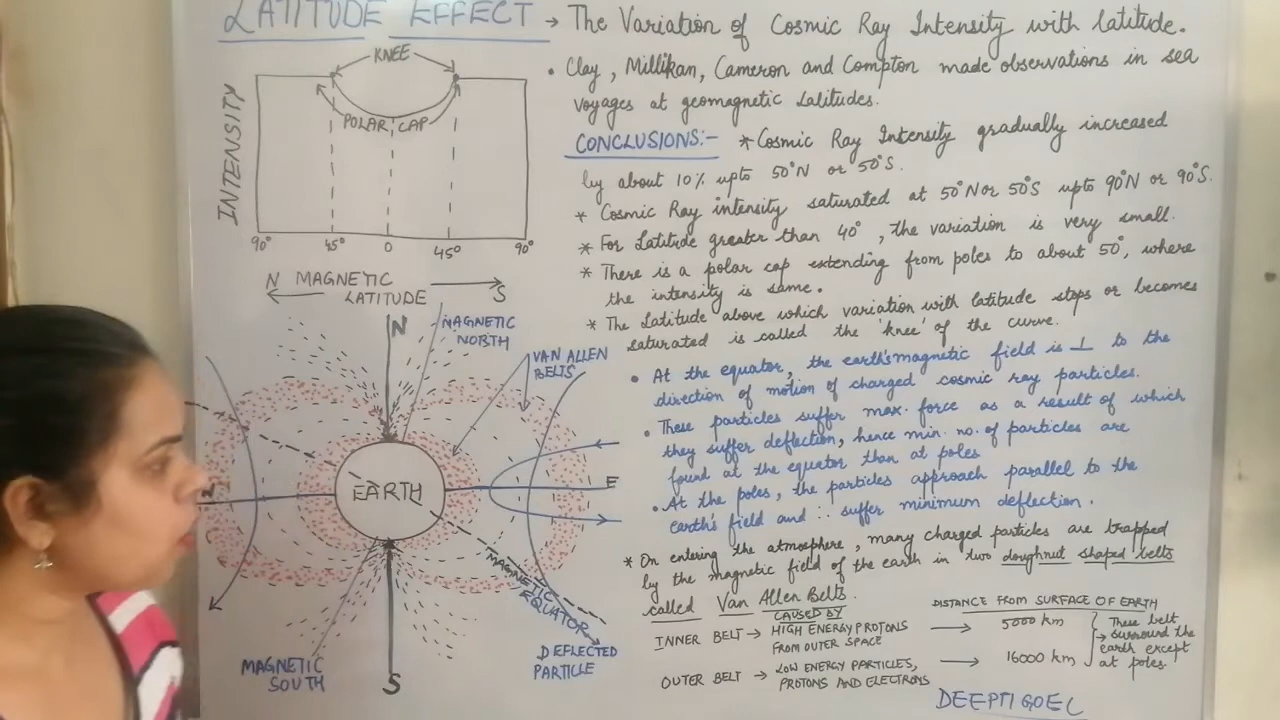 LATITUDE EFFECT → The Variation of Cosmic Ray Intensity with latitude.
• Clay, Millikan, Cameron and Compton made observations in sea
voyages at geomagnetic Latitudes.
CONCLUSIONS:- * Cosmic Ray Intensity gradually increased
by about 10% upto 50°N or 50°S.
* Cosmic Ray intensity saturated at 50°N or 50°S upto 90°N or 90°S.
* For Latitude greater than 40°, the variation is very small.
* There is a polar cap extending from poles to about 50°, where
the intensity is same.
* The Latitude above which variation with latitude stops or becomes
saturated is called the 'knee' of the curve.
• At the equator, the earth's magnetic field is ⊥ to the
direction of motion of charged cosmic ray particles.
• These particles suffer max. force as a result of which
they suffer deflection, hence min. no. of particles are
found at the equator than at poles
• At the poles, the particles approach parallel to the
earth's field and ∴ suffer minimum deflection.
* On entering the atmosphere, many charged particles are trapped
by the magnetic field of the earth in two doughnut shaped belts
called Van Allen Belts.
CAUSED BY
DISTANCE FROM SURFACE OF EARTH
INNER BELT → HIGH ENERGY PROTONS
FROM OUTER SPACE
→ 5000 km
OUTER BELT → LOW ENERGY PARTICLES,
PROTONS AND ELECTRONS
→ 16000 km
These belt
→ surround the
earth except
at poles.
DEEPTI GOEL
KNEE
POLAR CAP
INTENSITY
90° 45° 0 45° 90°
N MAGNETIC
LATITUDE
S
N
MAGNETIC
NORTH
VAN ALLEN
BELTS
EARTH
W
E
MAGNETIC
EQUATOR
DEFLECTED
PARTICLE
MAGNETIC
SOUTH
S